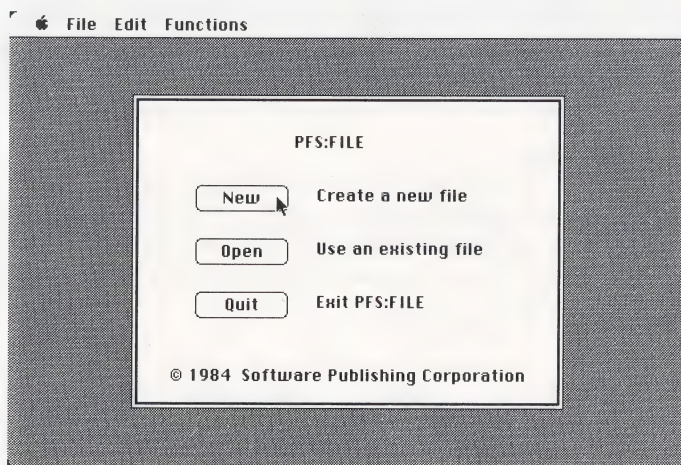 File Edit Functions
PFS:FILE
New Create a new file
Open Use an existing file
Quit Exit PFS:FILE
© 1984 Software Publishing Corporation